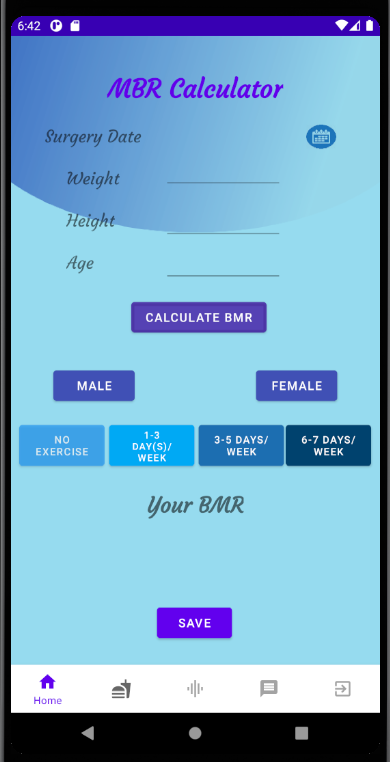 6:42
MBR Calculator
Surgery Date
Weight
Height
Age
CALCULATE BMR
MALE
FEMALE
NO
EXERCISE
1-3
DAY(S)/
WEEK
3-5 DAYS/
WEEK
6-7 DAYS/
WEEK
Your BMR
SAVE
Home